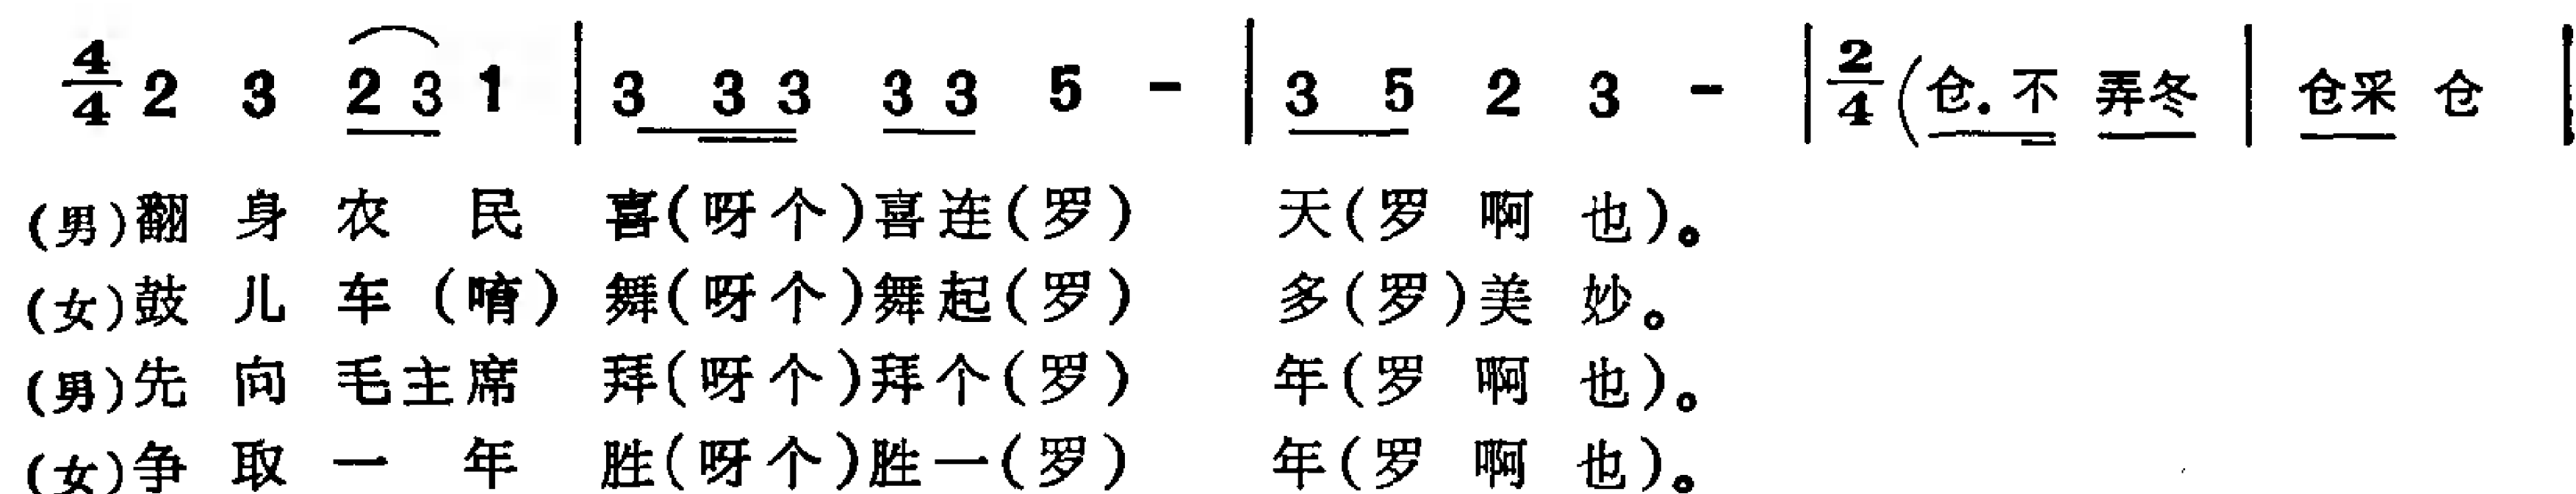 4/4 2 3 2 3 1 | 3 3 3 3 3 5 - | 3 5 2 3 - | 2/4 (仓. 不 弄冬 | 仓采 仓 |
(男)翻 身 农 民 喜(呀个)喜连(罗) 天(罗 啊 也)。
(女)鼓 儿 车 (唷) 舞(呀个)舞起(罗) 多(罗)美 妙。
(男)先 向 毛主席 拜(呀个)拜个(罗) 年(罗 啊 也)。
(女)争 取 一 年 胜(呀个)胜一(罗) 年(罗 啊 也)。